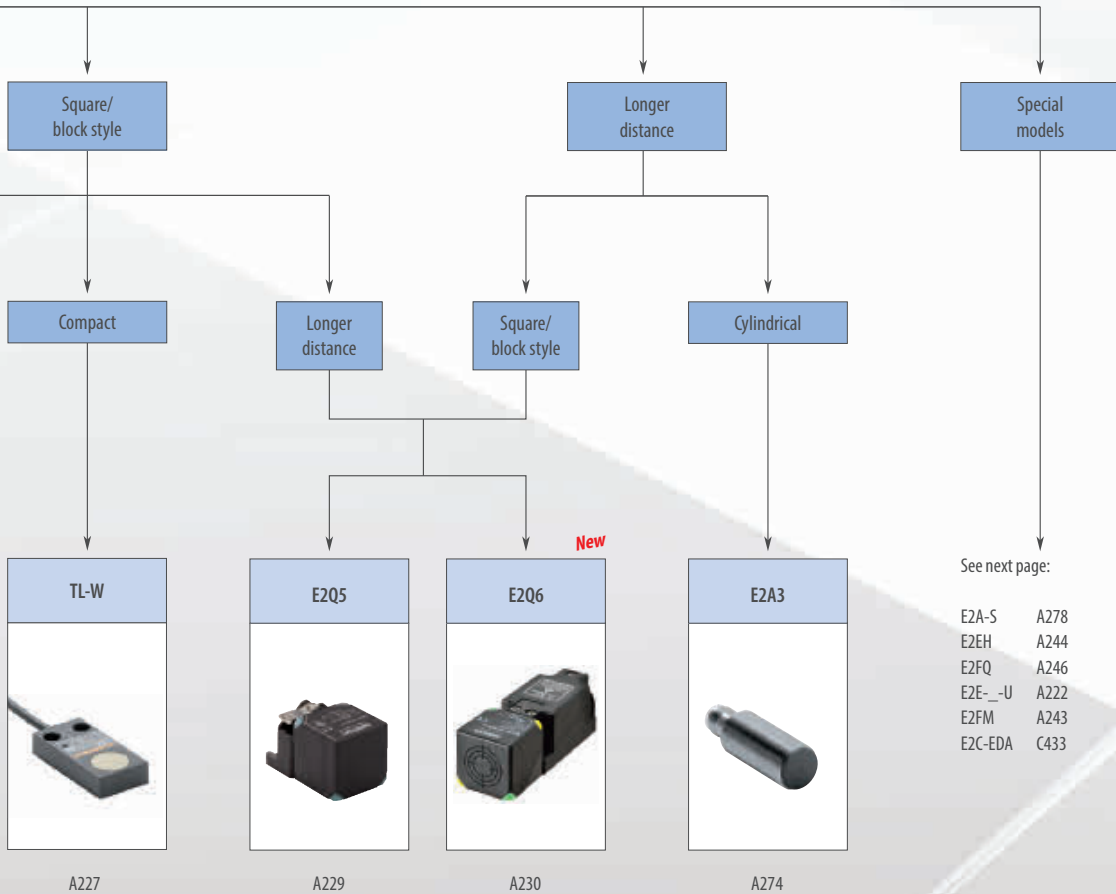 Square/
block style
Longer
distance
Special
models
Compact
Longer
distance
Square/
block style
Cylindrical
New
TL-W
E2Q5
E2Q6
E2A3
See next page:
E2A-S A278
E2EH A244
E2FQ A246
E2E-_-U A222
E2FM A243
E2C-EDA C433
A227
A229
A230
A274